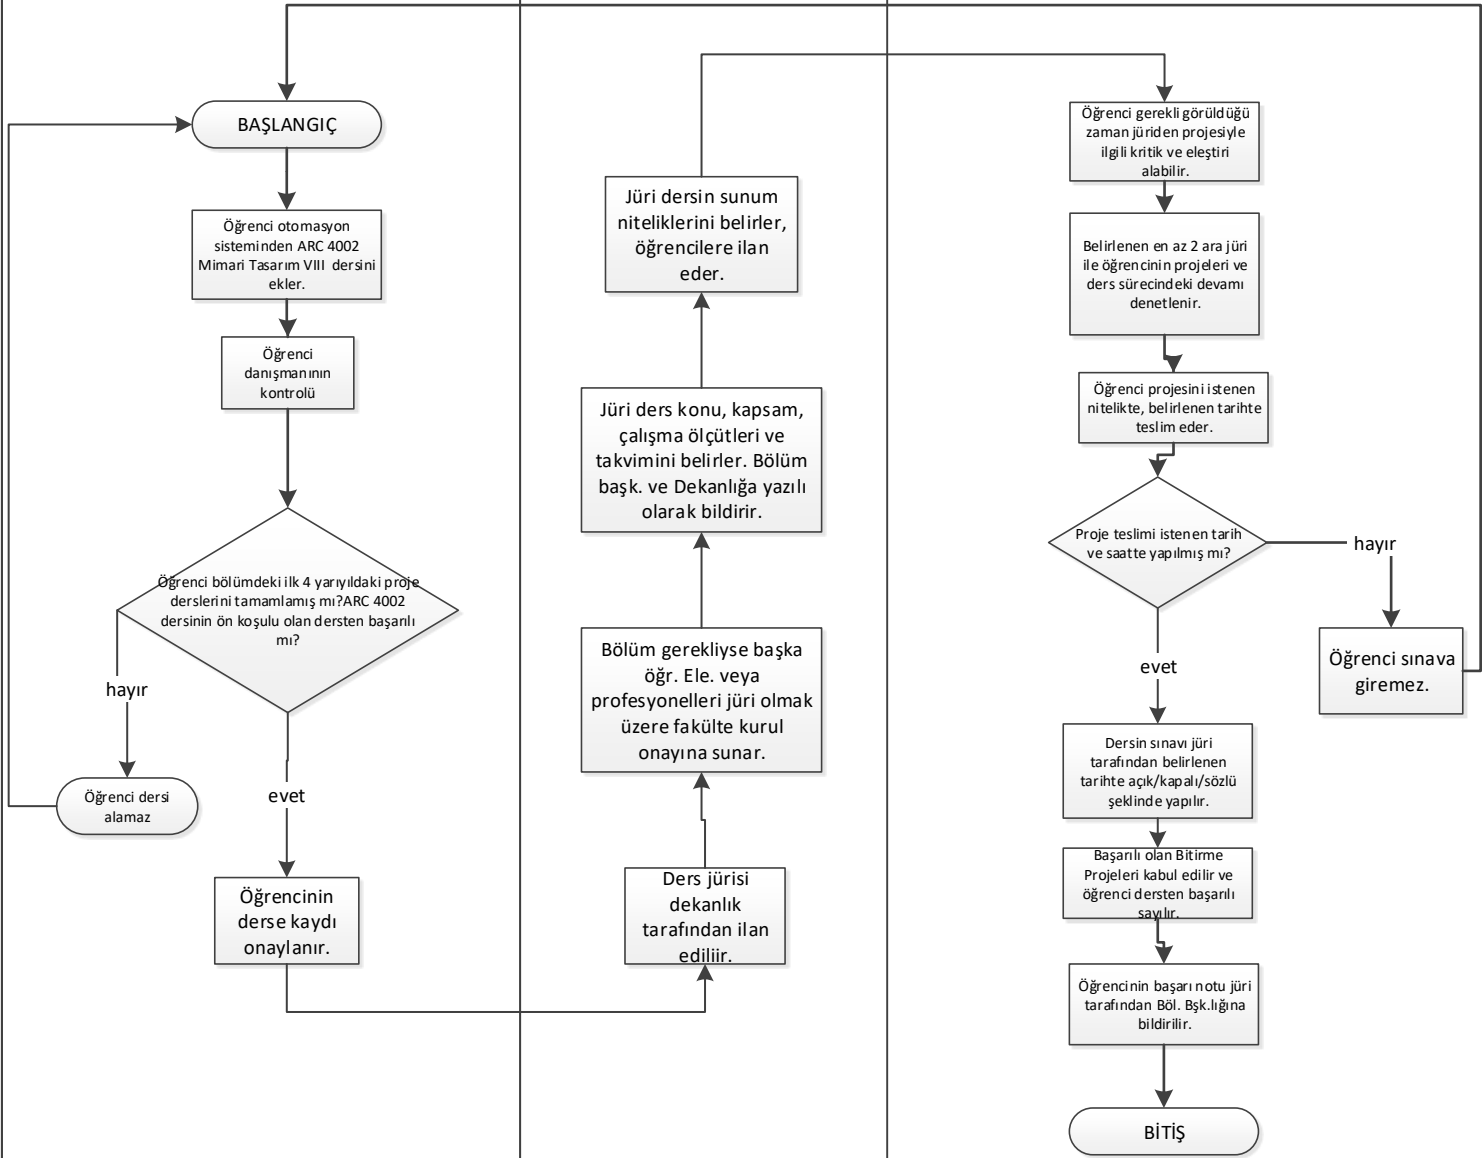 BAŞLANGIÇ
Öğrenci otomasyon
sisteminden ARC 4002
Mimari Tasarım VIII dersini
ekler.
Öğrenci
danışmanının
kontrolü
Öğrenci bölümdeki ilk 4 yarıyıldaki proje
derslerini tamamlamış mı?ARC 4002
dersinin ön koşulu olan dersten başarılı
mı?
hayır
Öğrenci dersi
alamaz
evet
Öğrencinin
derse kaydı
onaylanır.
Jüri dersin sunum
niteliklerini belirler,
öğrencilere ilan
eder.
Jüri ders konu, kapsam,
çalışma ölçütleri ve
takvimini belirler. Bölüm
başk. ve Dekanlığa yazılı
olarak bildirir.
Bölüm gerekliyse başka
öğr. Ele. veya
profesyonelleri jüri olmak
üzere fakülte kurul
onayına sunar.
Ders jürisi
dekanlık
tarafından ilan
ediliir.
Öğrenci gerekli görüldüğü
zaman jüriden projesiyle
ilgili kritik ve eleştiri
alabilir.
Belirlenen en az 2 ara jüri
ile öğrencinin projeleri ve
ders sürecindeki devamı
denetlenir.
Öğrenci projesini istenen
nitelikte, belirlenen tarihte
teslim eder.
Proje teslimi istenen tarih
ve saatte yapılmış mı?
hayır
Öğrenci sınava
giremez.
evet
Dersin sınavı jüri
tarafından belirlenen
tarihte açık/kapalı/sözlü
şeklinde yapılır.
Başarılı olan Bitirme
Projeleri kabul edilir ve
öğrenci dersten başarılı
sayılır.
Öğrencinin başarı notu jüri
tarafından Böl. Bşk.lığına
bildirilir.
BİTİŞ